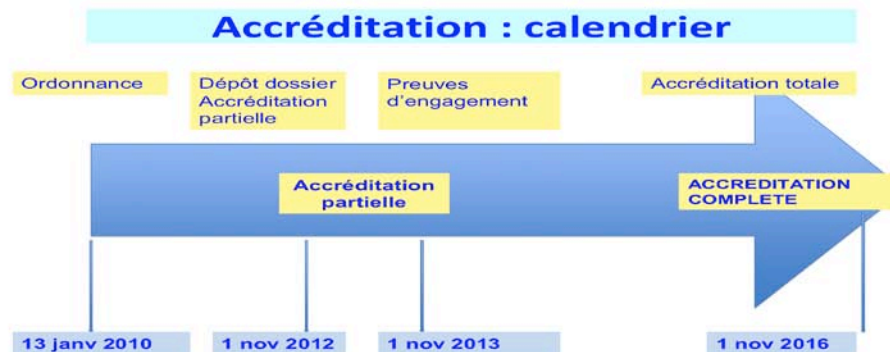 Accréditation : calendrier
Ordonnance
Dépôt dossier
Accréditation
partielle
Preuves
d'engagement
Accréditation totale
Accréditation
partielle
ACCREDITATION
COMPLETE
13 janv 2010
1 nov 2012
1 nov 2013
1 nov 2016